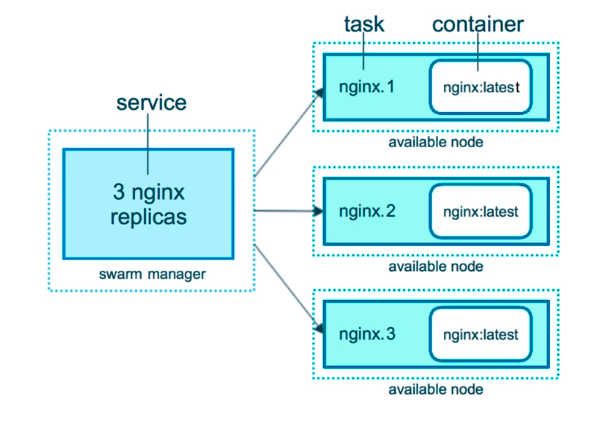 task
container
nginx.1
nginx:latest
available node
service
3 nginx
replicas
swarm manager
nginx.2
nginx:latest
available node
nginx.3
nginx:latest
available node